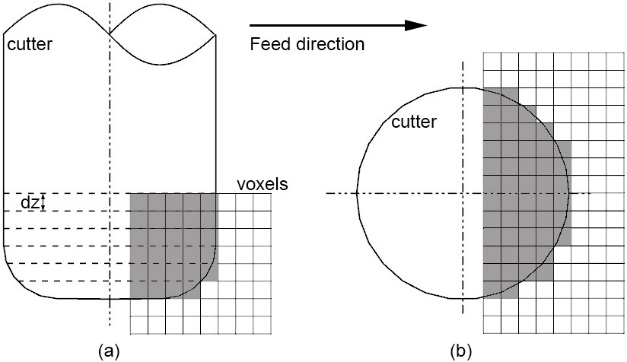 cutter
Feed direction
cutter
voxels
dz
(a)
(b)